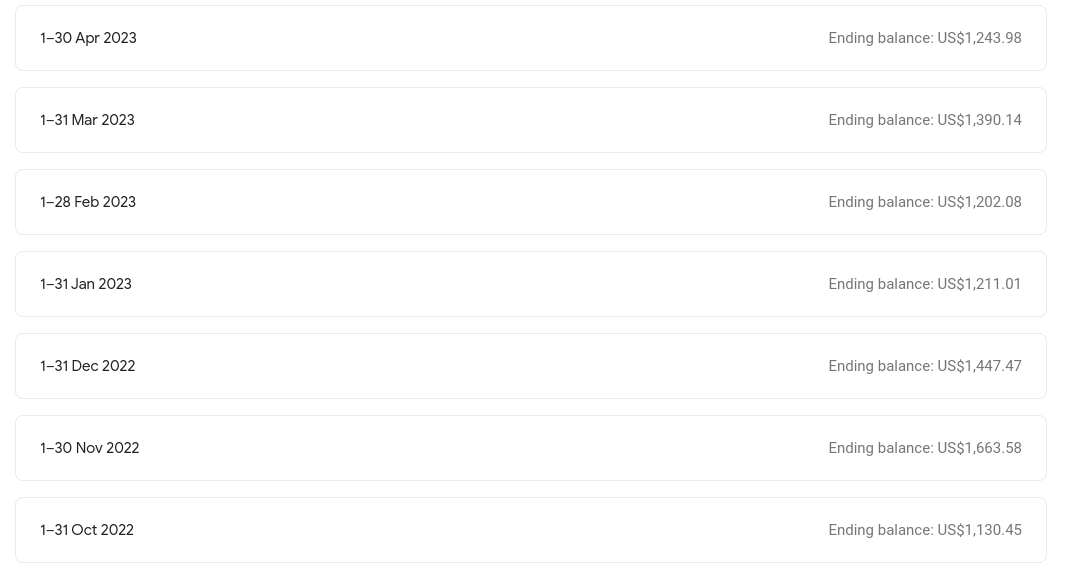 1–30 Apr 2023 Ending balance: US$1,243.98
1–31 Mar 2023 Ending balance: US$1,390.14
1–28 Feb 2023 Ending balance: US$1,202.08
1–31 Jan 2023 Ending balance: US$1,211.01
1–31 Dec 2022 Ending balance: US$1,447.47
1–30 Nov 2022 Ending balance: US$1,663.58
1–31 Oct 2022 Ending balance: US$1,130.45